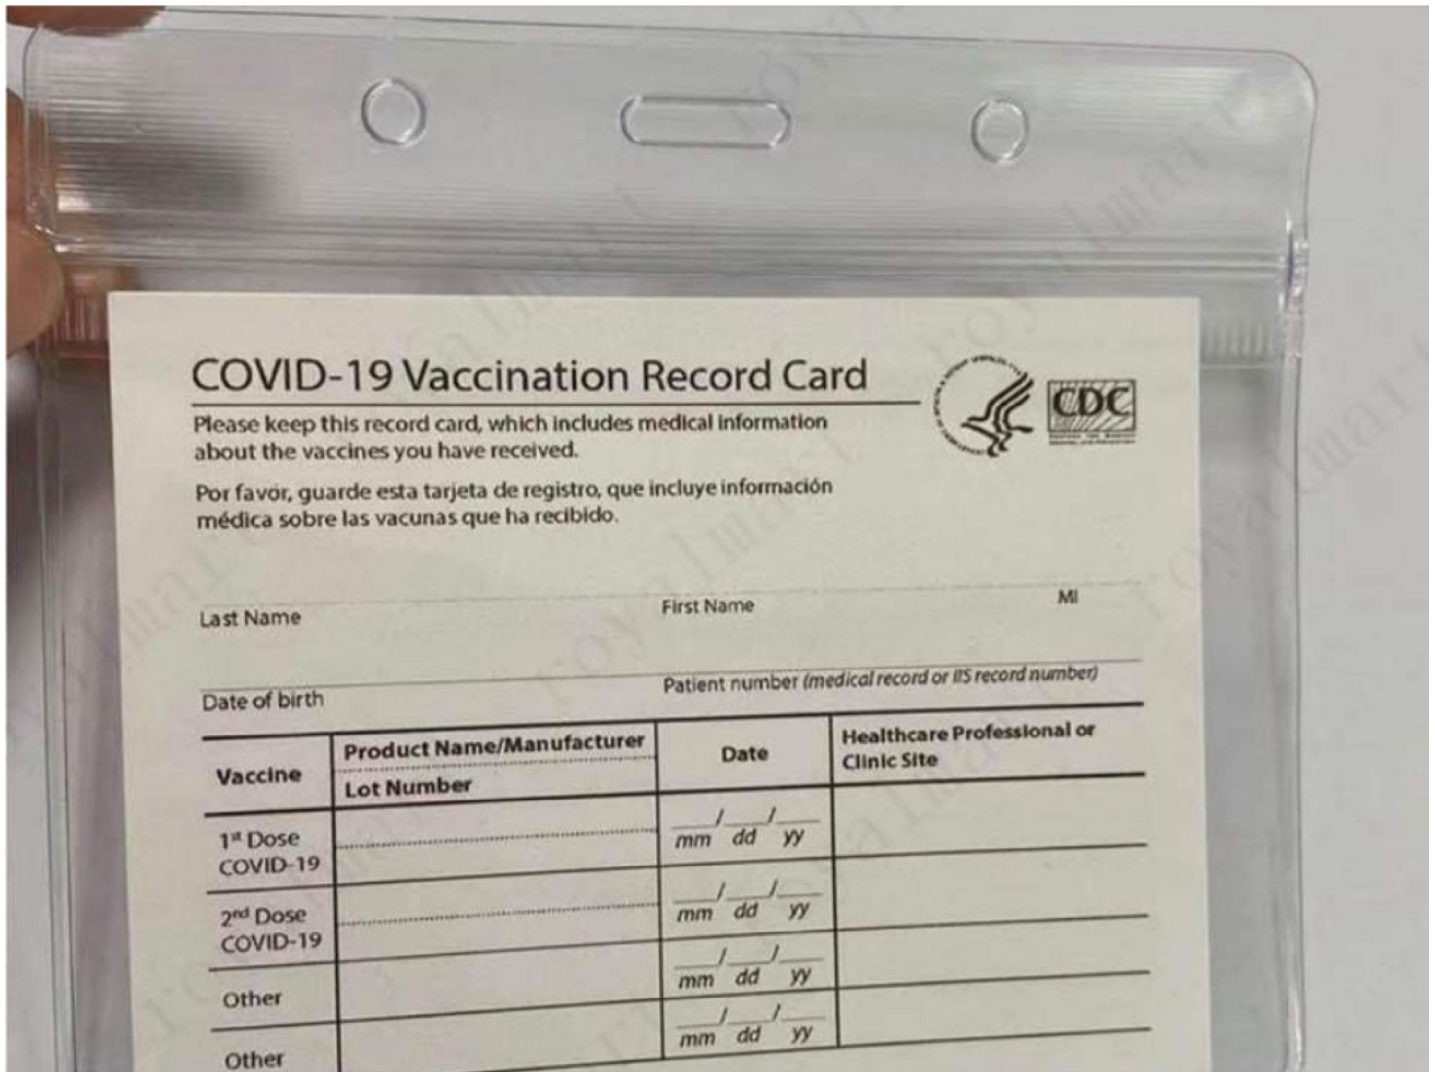 COVID-19 Vaccination Record Card
Please keep this record card, which includes medical information
about the vaccines you have received.
Por favor, guarde esta tarjeta de registro, que incluye información
médica sobre las vacunas que ha recibido.
CDC
Last Name First Name MI
Date of birth Patient number (medical record or IIS record number)
Vaccine
Product Name/Manufacturer
Lot Number
Date
Healthcare Professional or
Clinic Site
1st Dose
COVID-19
mm dd yy
2nd Dose
COVID-19
mm dd yy
Other
mm dd yy
Other
mm dd yy
royalmart